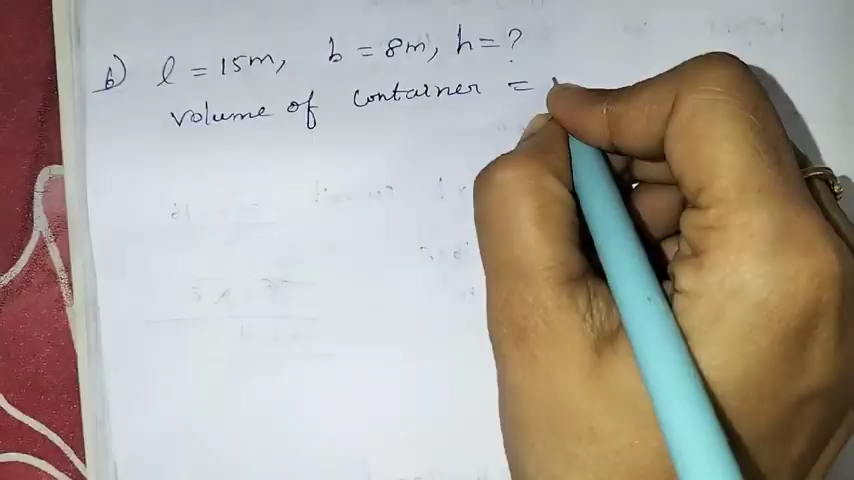 b) l = 15m, b = 8m, h = ?
volume of container =